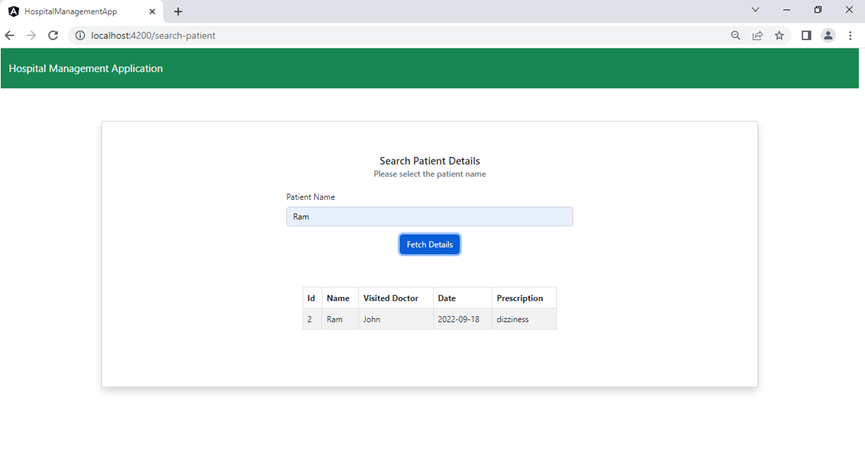 HospitalManagementApp
localhost:4200/search-patient
Hospital Management Application
Search Patient Details
Please select the patient name
Patient Name
Ram
Fetch Details
Id Name Visited Doctor Date Prescription
2 Ram John 2022-09-18 dizziness